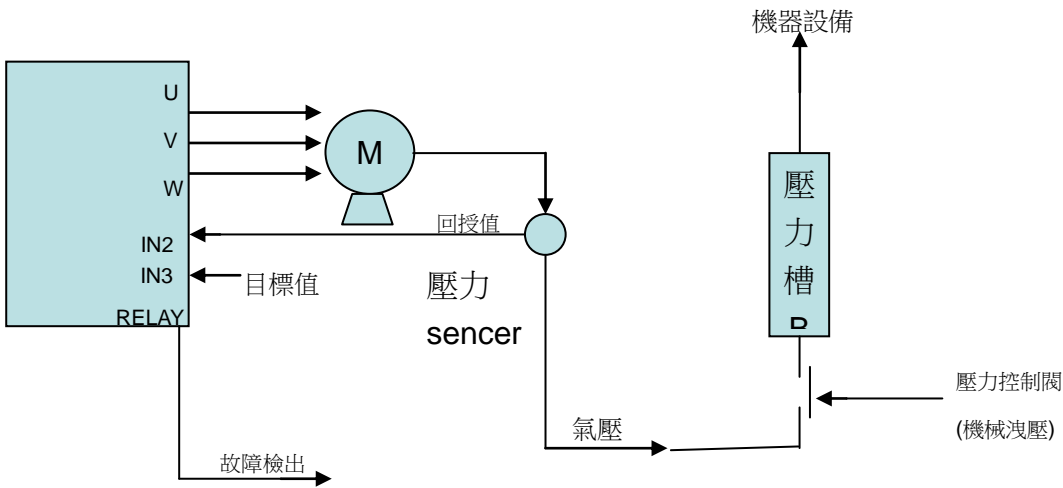 機器設備
U
V
W
M
IN2
IN3
RELAY
回授值
目標值
壓力
sencer
壓
力
槽
氣壓
故障檢出
壓力控制閥
(機械洩壓)